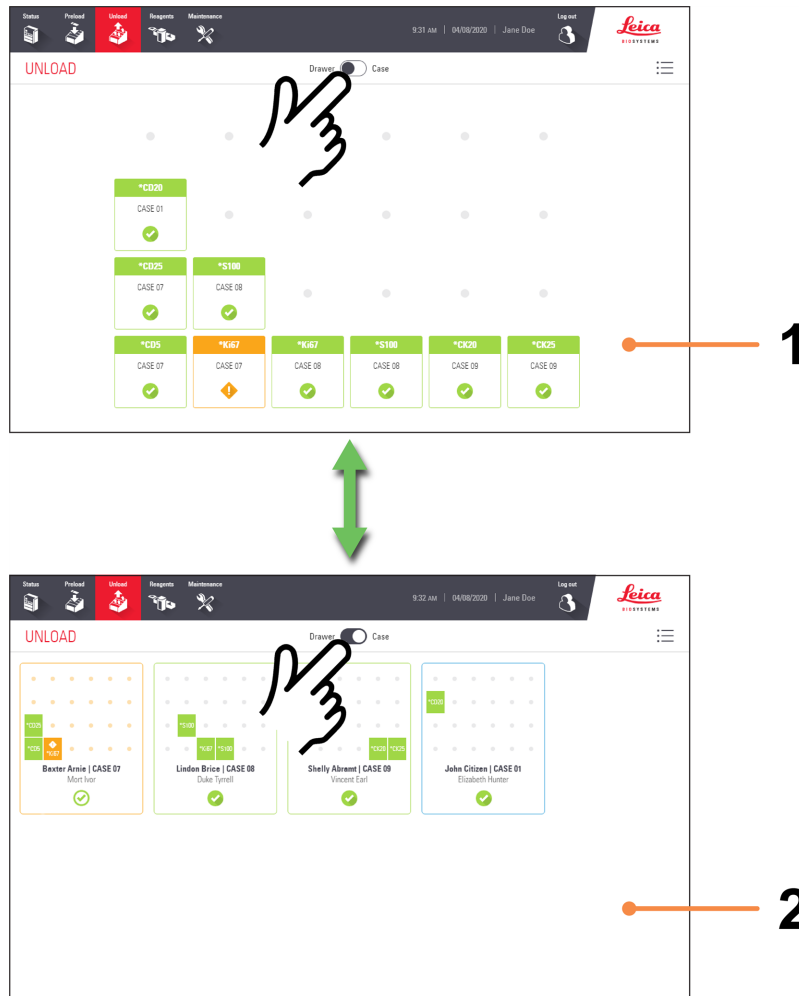 Status Preload Unload Reagents Maintenance 9:31 AM | 04/08/2020 | Jane Doe Log out
Leica
BIOSYSTEMS
UNLOAD Drawer Case
*CD20
CASE 01
*CD25 *S100
CASE 07 CASE 08
*CD5 *Ki67 *Ki67 *S100 *CK20 *CK25
CASE 07 CASE 07 CASE 08 CASE 08 CASE 09 CASE 09
1
Status Preload Unload Reagents Maintenance 9:32 AM | 04/08/2020 | Jane Doe Log out
Leica
BIOSYSTEMS
UNLOAD Drawer Case
*CD20
*CD25 *S100
*CD5 *Ki67 *Ki67 *S100 *CK20 *CK25
Baxter Arnie | CASE 07 Lindon Brice | CASE 08 Shelly Abramt | CASE 09 John Citizen | CASE 01
Mort Ivor Duke Tyrrell Vincent Earl Elizabeth Hunter
2